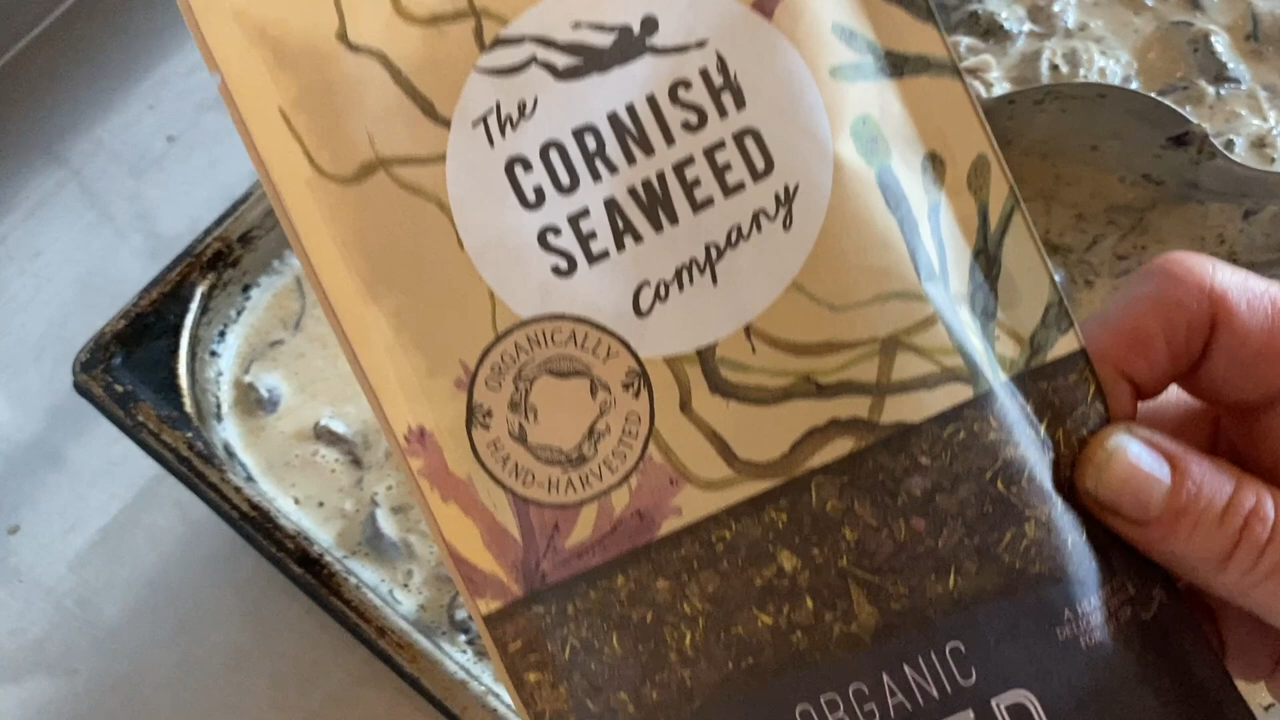 The
CORNISH
SEAWEED
company
ORGANICALLY
HAND-HARVESTED
ORGANIC